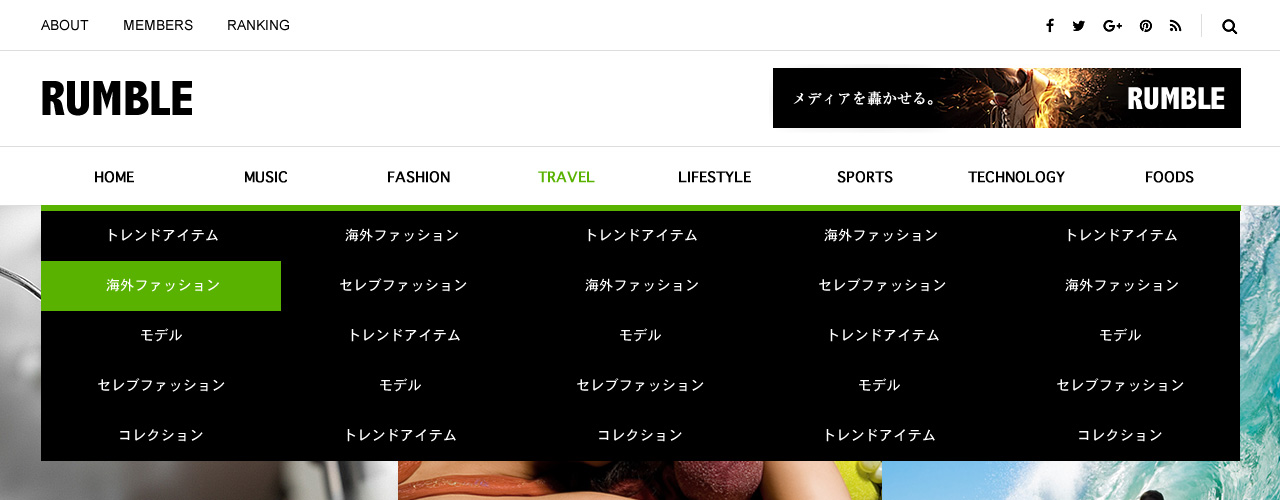 ABOUT MEMBERS RANKING
RUMBLE
メディアを轟かせる。 RUMBLE
HOME MUSIC FASHION TRAVEL LIFESTYLE SPORTS TECHNOLOGY FOODS
トレンドアイテム 海外ファッション トレンドアイテム 海外ファッション トレンドアイテム
海外ファッション セレブファッション 海外ファッション セレブファッション 海外ファッション
モデル トレンドアイテム モデル トレンドアイテム モデル
セレブファッション モデル セレブファッション モデル セレブファッション
コレクション トレンドアイテム コレクション トレンドアイテム コレクション